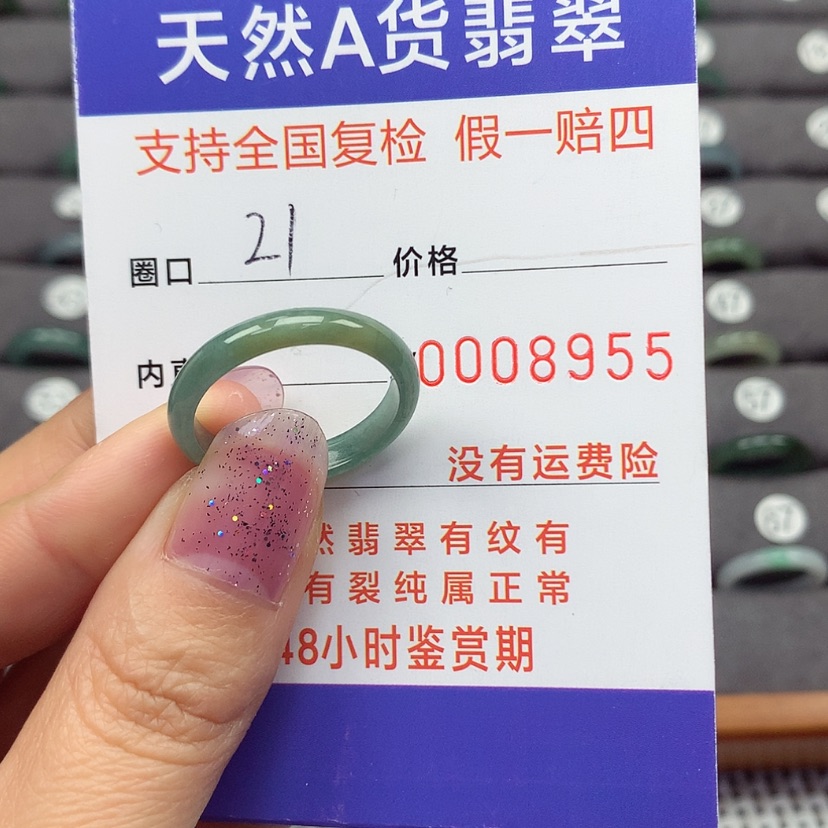 天然A货翡翠
支持全国复检 假一赔四
圈口 21 价格
内 0008955
没有运费险
然翡翠有纹有
有裂纯属正常
48小时鉴赏期
57